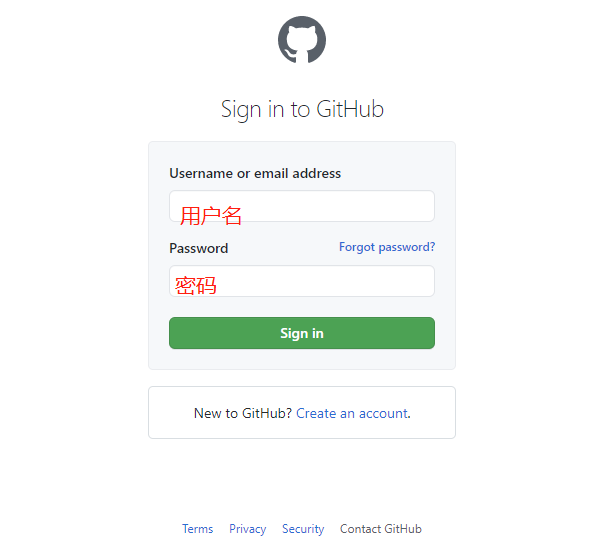 Sign in to GitHub
Username or email address
用户名
Password Forgot password?
密码
Sign in
New to GitHub? Create an account.
Terms Privacy Security Contact GitHub